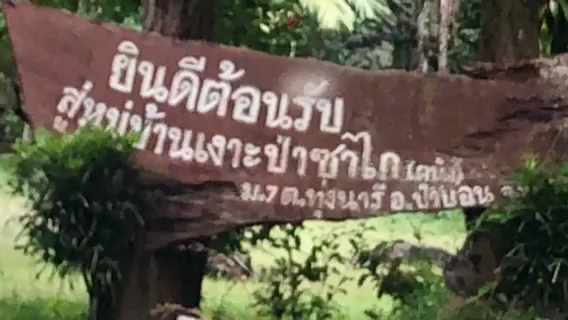 ยินดีต้อนรับ
สู่หมู่บ้านเงาะป่าซาไก
ม.7 ต.ทุ่งนารี อ.ป่าบอน